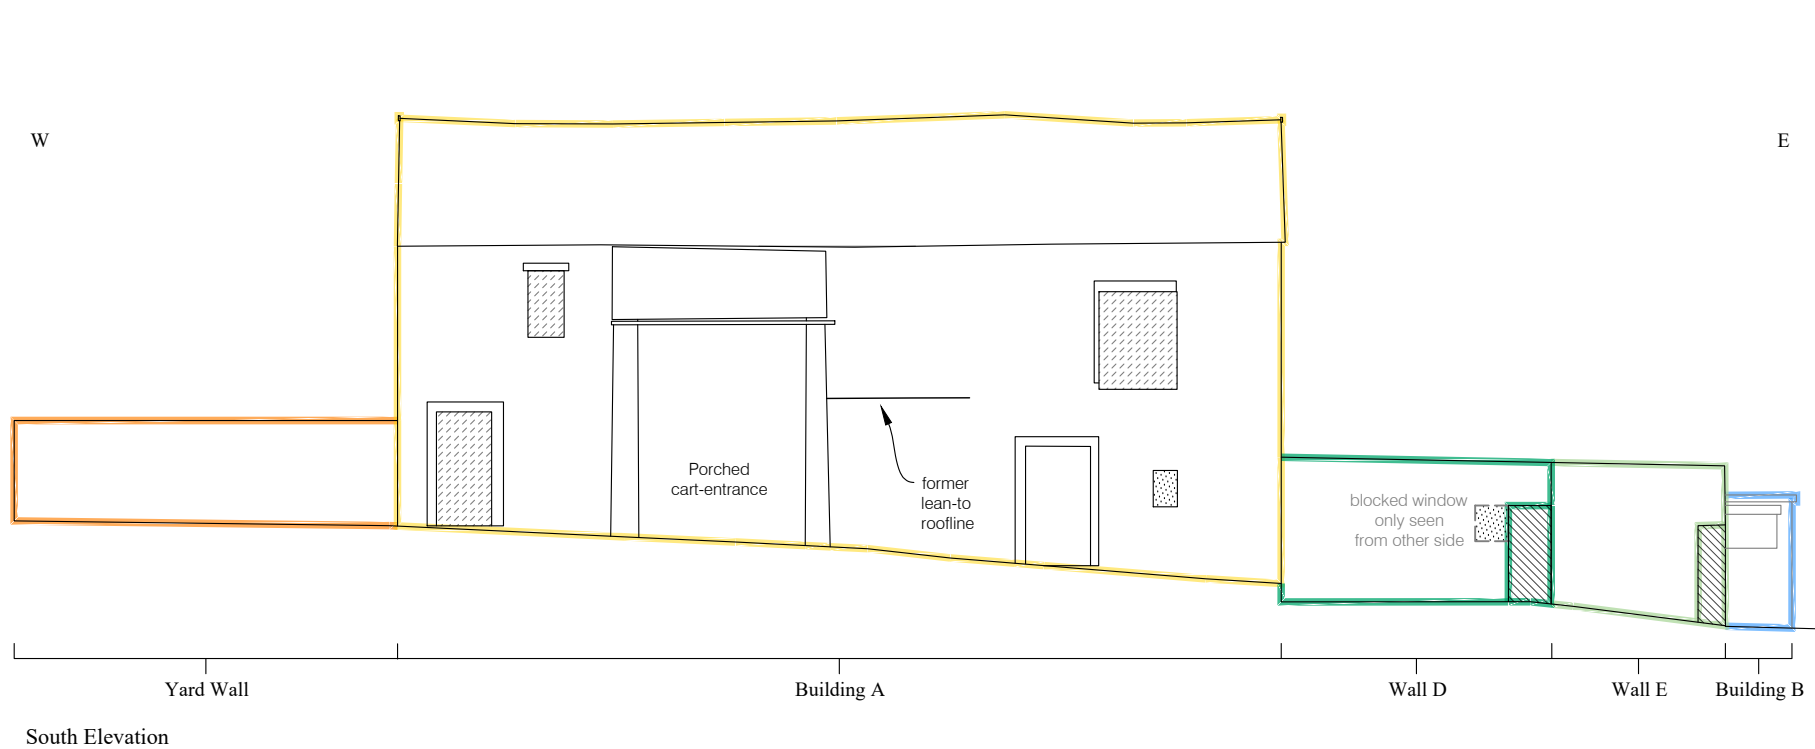 W
E
Porched
cart-entrance
former
lean-to
roofline
blocked window
only seen
from other side
Yard Wall
Building A
Wall D
Wall E
Building B
South Elevation